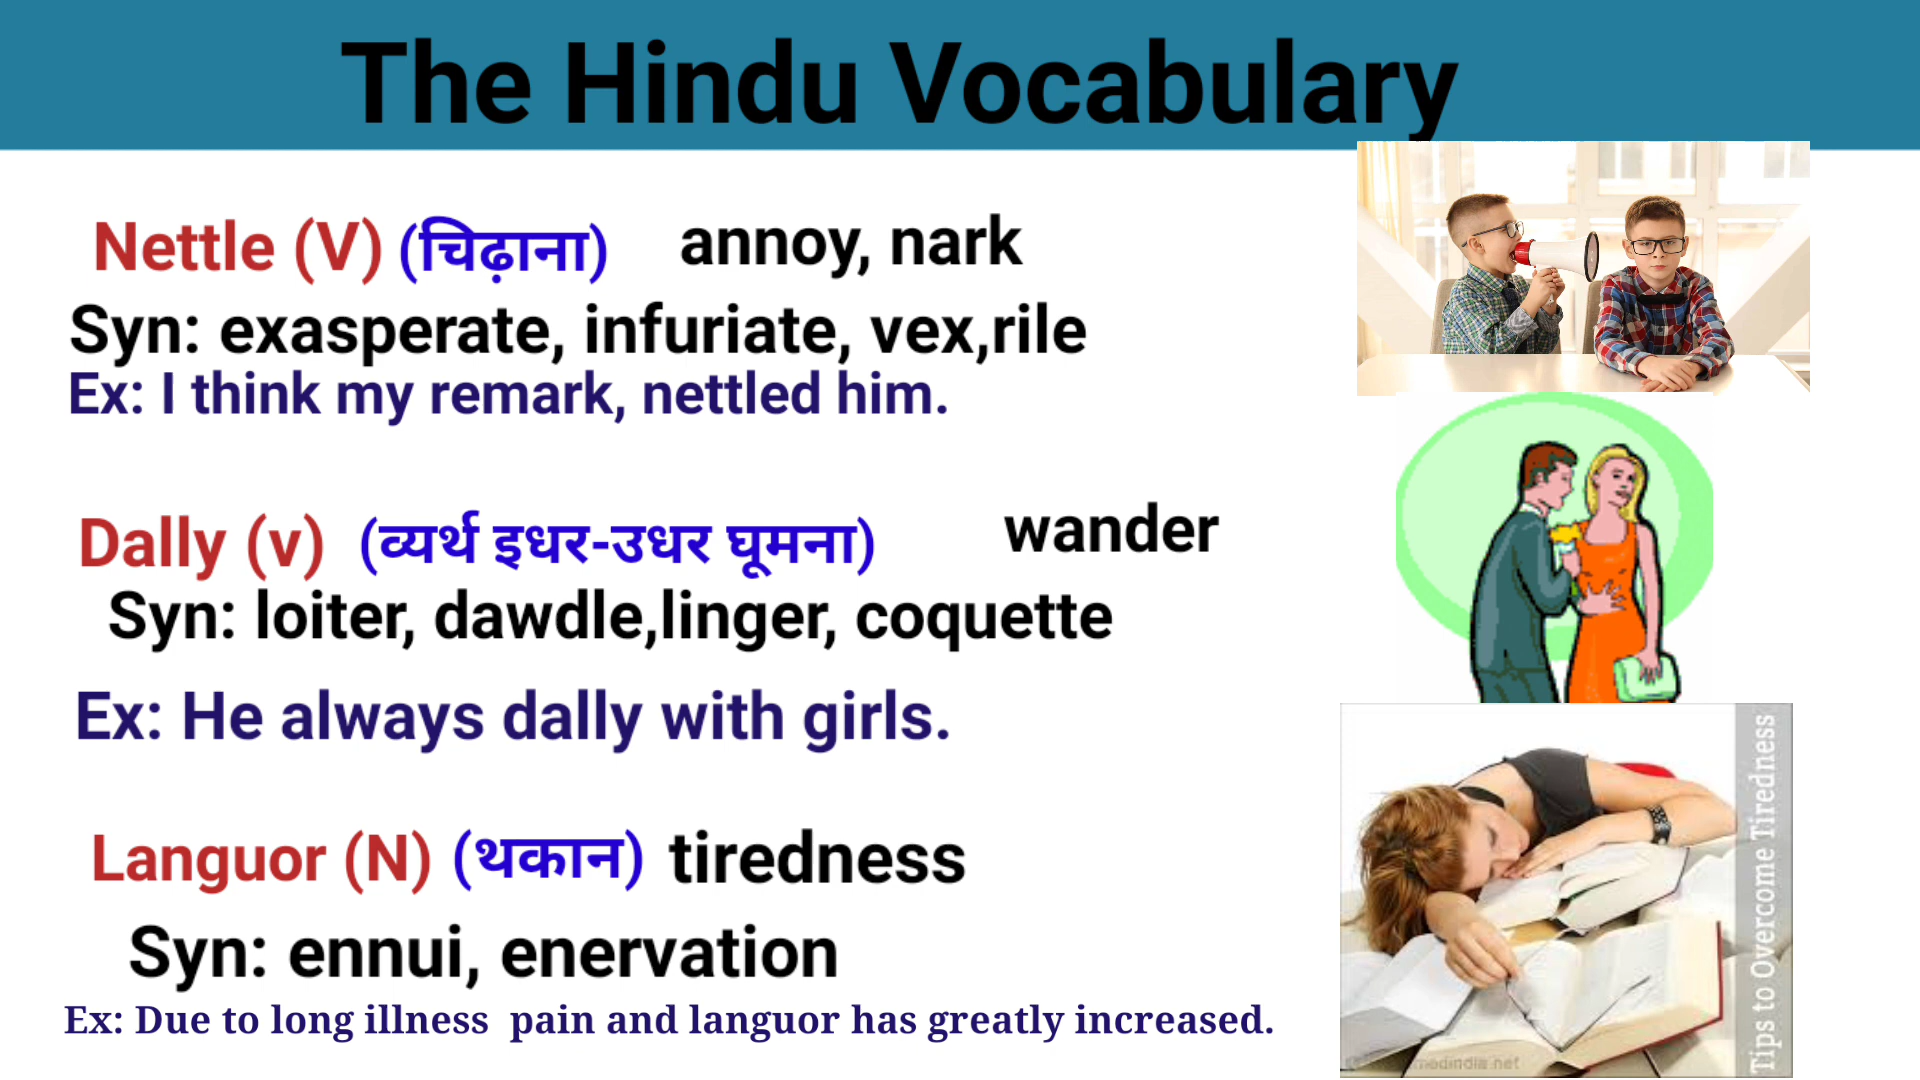 The Hindu Vocabulary
Nettle (V) (चिढ़ाना) annoy, nark
Syn: exasperate, infuriate, vex,rile
Ex: I think my remark, nettled him.
Dally (v) (व्यर्थ इधर-उधर घूमना) wander
Syn: loiter, dawdle,linger, coquette
Ex: He always dally with girls.
Languor (N) (थकान) tiredness
Syn: ennui, enervation
Ex: Due to long illness  pain and languor has greatly increased.
Tips to Overcome Tiredness
medindia.net